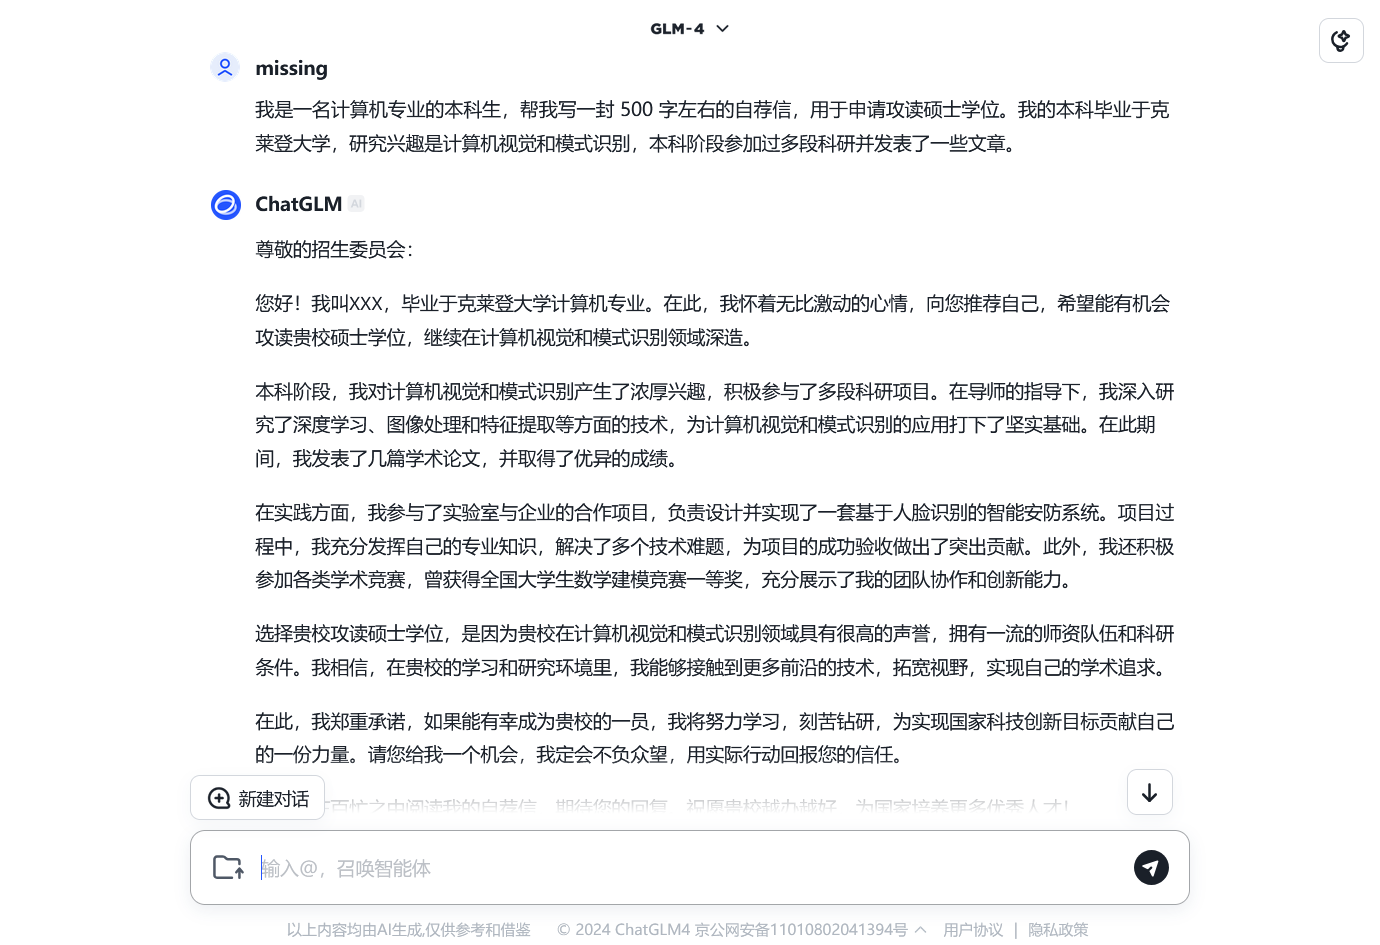 GLM-4
missing
我是一名计算机专业的本科生，帮我写一封 500 字左右的自荐信，用于申请攻读硕士学位。我的本科毕业于克
莱登大学，研究兴趣是计算机视觉和模式识别，本科阶段参加过多段科研并发表了一些文章。
ChatGLM AI
尊敬的招生委员会：
您好！我叫XXX，毕业于克莱登大学计算机专业。在此，我怀着无比激动的心情，向您推荐自己，希望能有机会
攻读贵校硕士学位，继续在计算机视觉和模式识别领域深造。
本科阶段，我对计算机视觉和模式识别产生了浓厚兴趣，积极参与了多段科研项目。在导师的指导下，我深入研
究了深度学习、图像处理和特征提取等方面的技术，为计算机视觉和模式识别的应用打下了坚实基础。在此期
间，我发表了几篇学术论文，并取得了优异的成绩。
在实践方面，我参与了实验室与企业的合作项目，负责设计并实现了一套基于人脸识别的智能安防系统。项目过
程中，我充分发挥自己的专业知识，解决了多个技术难题，为项目的成功验收做出了突出贡献。此外，我还积极
参加各类学术竞赛，曾获得全国大学生数学建模竞赛一等奖，充分展示了我的团队协作和创新能力。
选择贵校攻读硕士学位，是因为贵校在计算机视觉和模式识别领域具有很高的声誉，拥有一流的师资队伍和科研
条件。我相信，在贵校的学习和研究环境里，我能够接触到更多前沿的技术，拓宽视野，实现自己的学术追求。
在此，我郑重承诺，如果能有幸成为贵校的一员，我将努力学习，刻苦钻研，为实现国家科技创新目标贡献自己
的一份力量。请您给我一个机会，我定会不负众望，用实际行动回报您的信任。
百忙之中阅读我的自荐信，期待您的回复。祝愿贵校越办越好，为国家培养更多优秀人才！
新建对话
输入@，召唤智能体
以上内容均由AI生成,仅供参考和借鉴 © 2024 ChatGLM4 京公网安备11010802041394号 用户协议 | 隐私政策